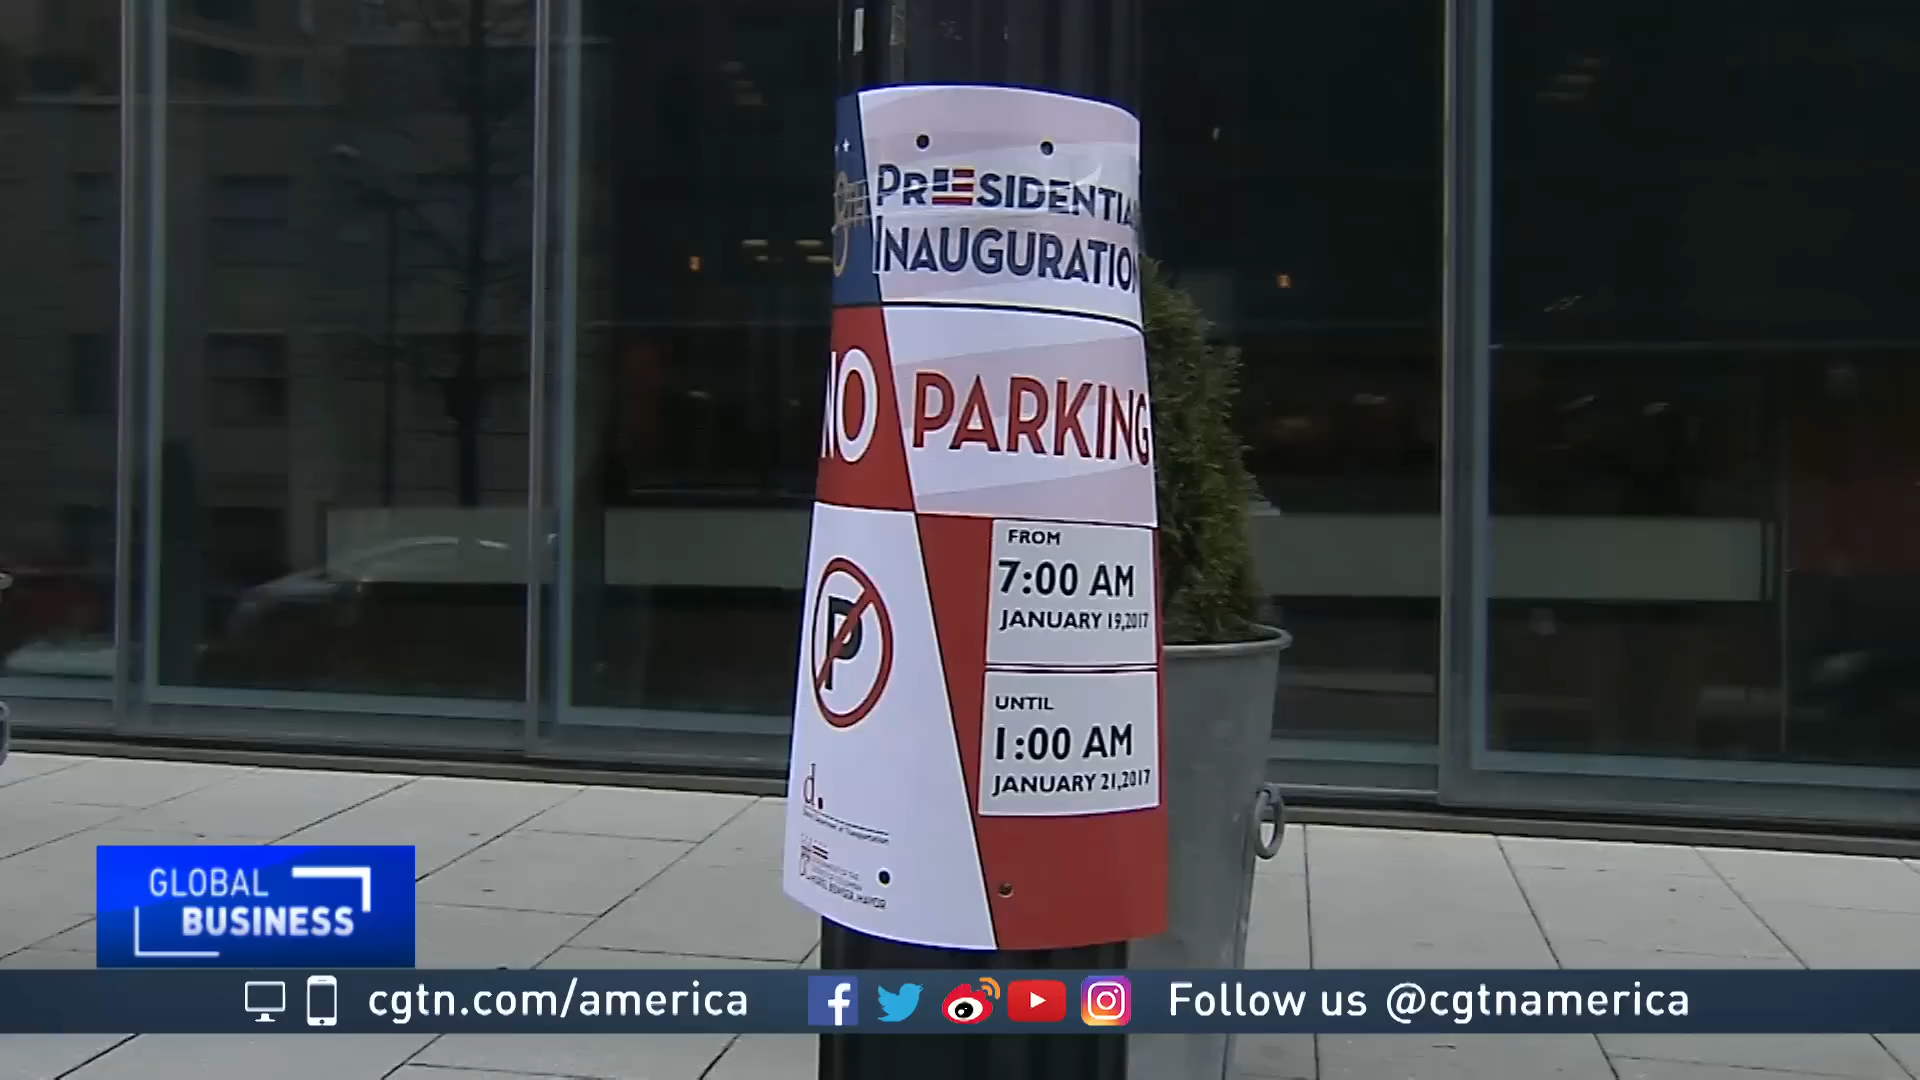 PRESIDENTIAL
INAUGURATION
NO PARKING
FROM
7:00 AM
JANUARY 19,2017
P
UNTIL
1:00 AM
JANUARY 21,2017
d.
GLOBAL
BUSINESS
cgtn.com/america
Follow us @cgtnamerica